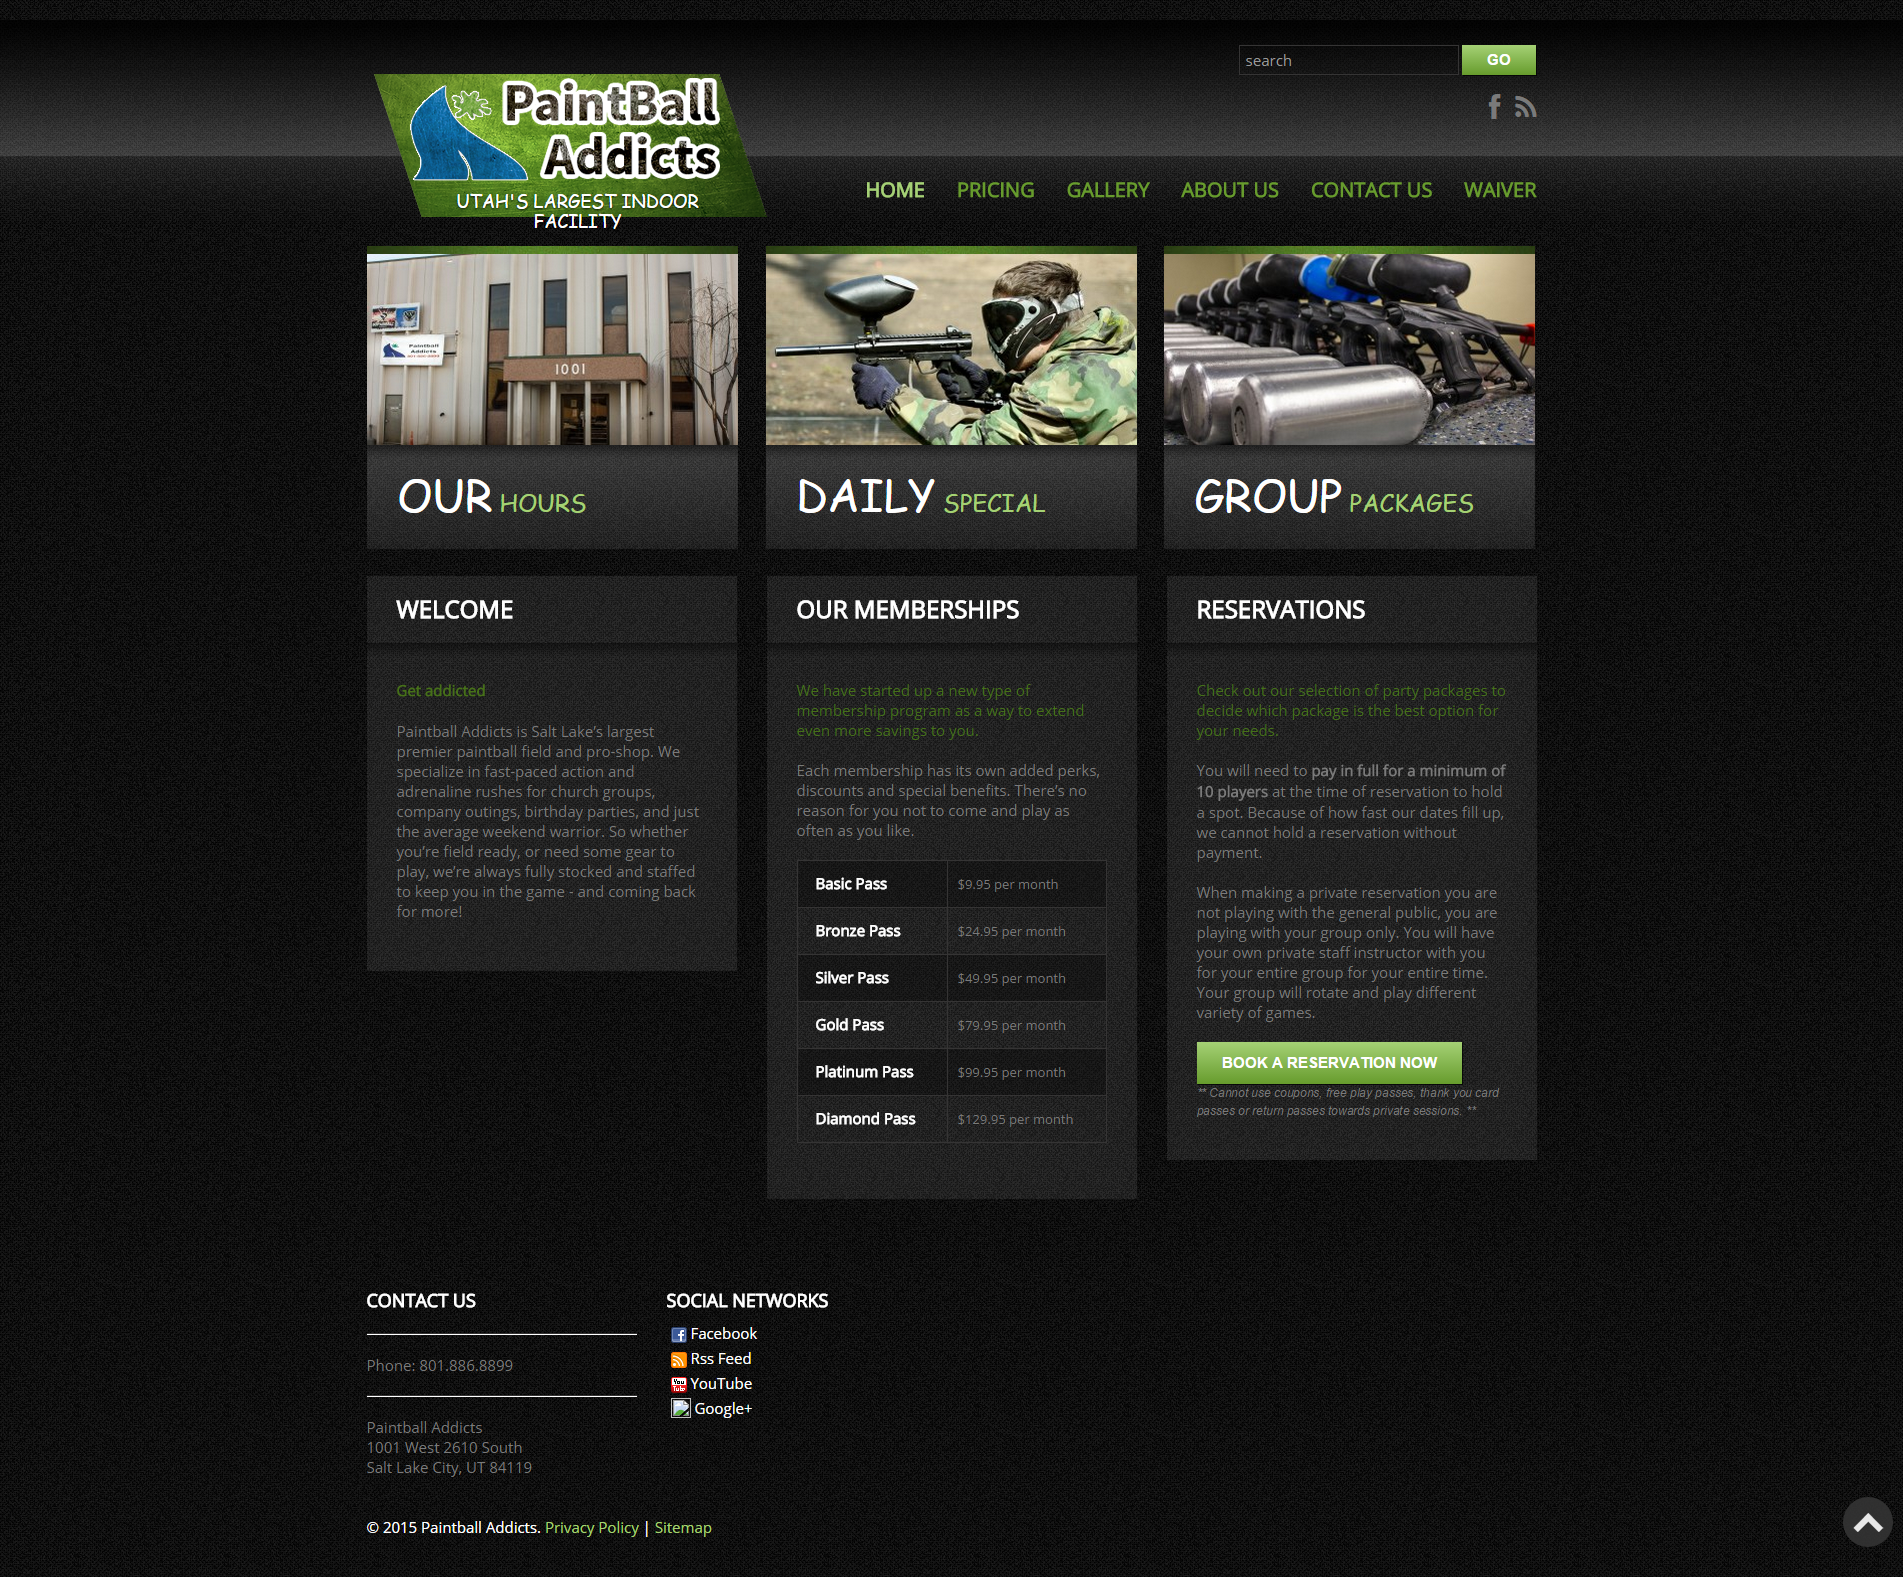 search
GO
PaintBall
Addicts
UTAH'S LARGEST INDOOR
FACILITY
HOME
PRICING
GALLERY
ABOUT US
CONTACT US
WAIVER
Paintball
Addicts
1001
OUR HOURS
DAILY SPECIAL
GROUP PACKAGES
WELCOME
Get addicted
Paintball Addicts is Salt Lake’s largest
premier paintball field and pro-shop. We
specialize in fast-paced action and
adrenaline rushes for church groups,
company outings, birthday parties, and just
the average weekend warrior. So whether
you’re field ready, or need some gear to
play, we’re always fully stocked and staffed
to keep you in the game - and coming back
for more!
OUR MEMBERSHIPS
We have started up a new type of
membership program as a way to extend
even more savings to you.
Each membership has its own added perks,
discounts and special benefits. There’s no
reason for you not to come and play as
often as you like.
Basic Pass $9.95 per month
Bronze Pass $24.95 per month
Silver Pass $49.95 per month
Gold Pass $79.95 per month
Platinum Pass $99.95 per month
Diamond Pass $129.95 per month
RESERVATIONS
Check out our selection of party packages to
decide which package is the best option for
your needs.
You will need to pay in full for a minimum of
10 players at the time of reservation to hold
a spot. Because of how fast our dates fill up,
we cannot hold a reservation without
payment.
When making a private reservation you are
not playing with the general public, you are
playing with your group only. You will have
your own private staff instructor with you
for your entire group for your entire time.
Your group will rotate and play different
variety of games.
BOOK A RESERVATION NOW
** Cannot use coupons, free play passes, thank you card
passes or return passes towards private sessions. **
CONTACT US
Phone: 801.886.8899
Paintball Addicts
1001 West 2610 South
Salt Lake City, UT 84119
SOCIAL NETWORKS
Facebook
Rss Feed
YouTube
Google+
© 2015 Paintball Addicts. Privacy Policy | Sitemap